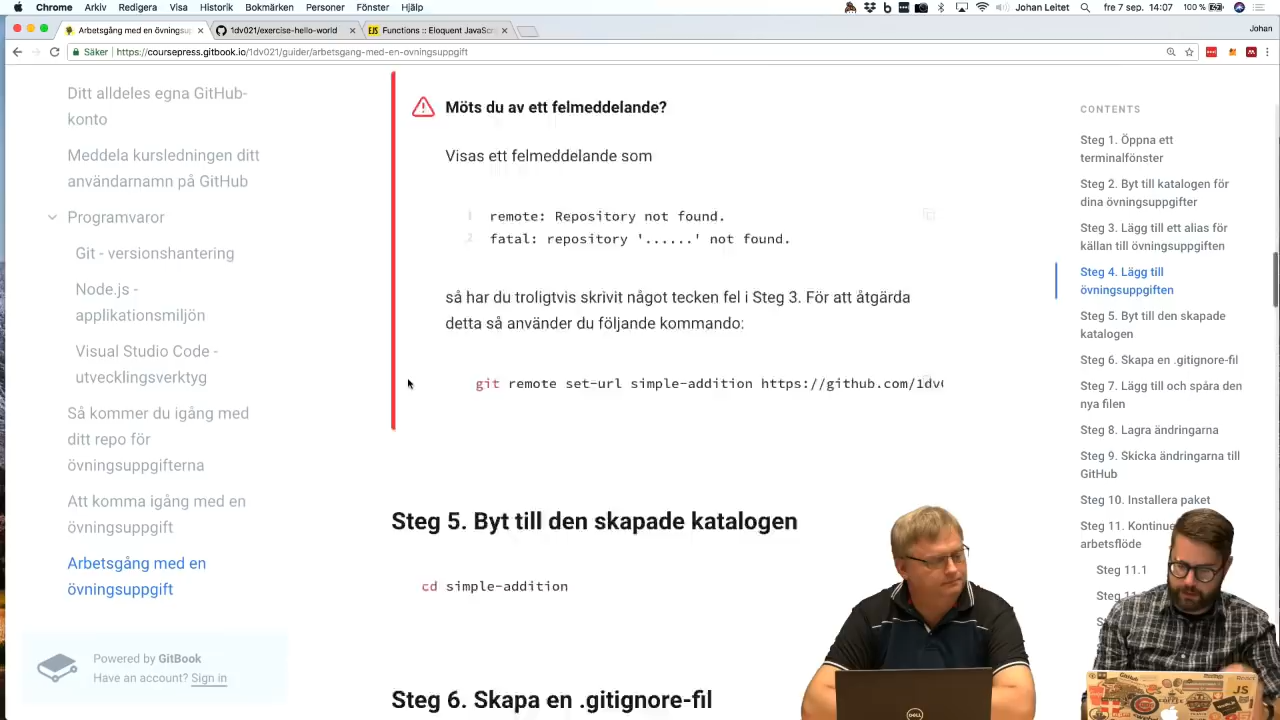 Chrome Arkiv Redigera Visa Historik Bokmärken Personer Fönster Hjälp
Johan Leitet fre 7 sep. 14:07 100 %
Arbetsgång med en övningsupp
1dv021/exercise-hello-world
Functions :: Eloquent JavaScr
Johan
Säker https://coursepress.gitbook.io/1dv021/guider/arbetsgang-med-en-ovningsuppgift
Ditt alldeles egna GitHub-
konto
Meddela kursledningen ditt
användarnamn på GitHub
Programvaror
Git - versionshantering
Node.js -
applikationsmiljön
Visual Studio Code -
utvecklingsverktyg
Så kommer du igång med
ditt repo för
övningsuppgifterna
Att komma igång med en
övningsuppgift
Arbetsgång med en
övningsuppgift
Powered by GitBook
Have an account? Sign in
Möts du av ett felmeddelande?
Visas ett felmeddelande som
1 remote: Repository not found.
2 fatal: repository '......' not found.
så har du troligtvis skrivit något tecken fel i Steg 3. För att åtgärda
detta så använder du följande kommando:
git remote set-url simple-addition https://github.com/1dv
Steg 5. Byt till den skapade katalogen
cd simple-addition
Steg 6. Skapa en .gitignore-fil
CONTENTS
Steg 1. Öppna ett
terminalfönster
Steg 2. Byt till katalogen för
dina övningsuppgifter
Steg 3. Lägg till ett alias för
källan till övningsuppgiften
Steg 4. Lägg till
övningsuppgiften
Steg 5. Byt till den skapade
katalogen
Steg 6. Skapa en .gitignore-fil
Steg 7. Lägg till och spåra den
nya filen
Steg 8. Lagra ändringarna
Steg 9. Skicka ändringarna till
GitHub
Steg 10. Installera paket
Steg 11.
arbetsflöde
Steg 11.1
Steg
DELL
JS